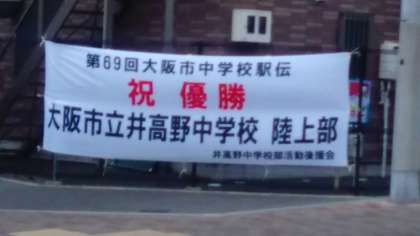 第69回大阪市中学校駅伝
祝優勝
大阪市立井高野中学校 陸上部
井高野中学校部活動後援会